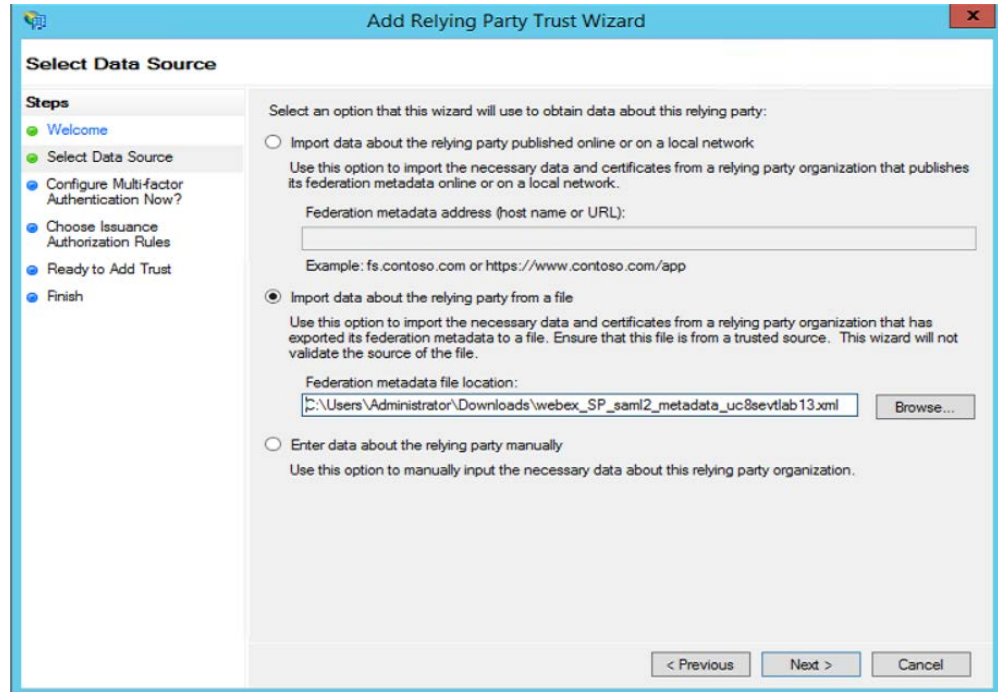 Add Relying Party Trust Wizard
x
Select Data Source
Steps
Welcome
Select Data Source
Configure Multi-factor
Authentication Now?
Choose Issuance
Authorization Rules
Ready to Add Trust
Finish
Select an option that this wizard will use to obtain data about this relying party:
Import data about the relying party published online or on a local network
Use this option to import the necessary data and certificates from a relying party organization that publishes
its federation metadata online or on a local network.
Federation metadata address (host name or URL):
Example: fs.contoso.com or https://www.contoso.com/app
Import data about the relying party from a file
Use this option to import the necessary data and certificates from a relying party organization that has
exported its federation metadata to a file. Ensure that this file is from a trusted source. This wizard will not
validate the source of the file.
Federation metadata file location:
C:\Users\Administrator\Downloads\webex_SP_saml2_metadata_uc8sevtlab13.xml
Browse...
Enter data about the relying party manually
Use this option to manually input the necessary data about this relying party organization.
< Previous
Next >
Cancel